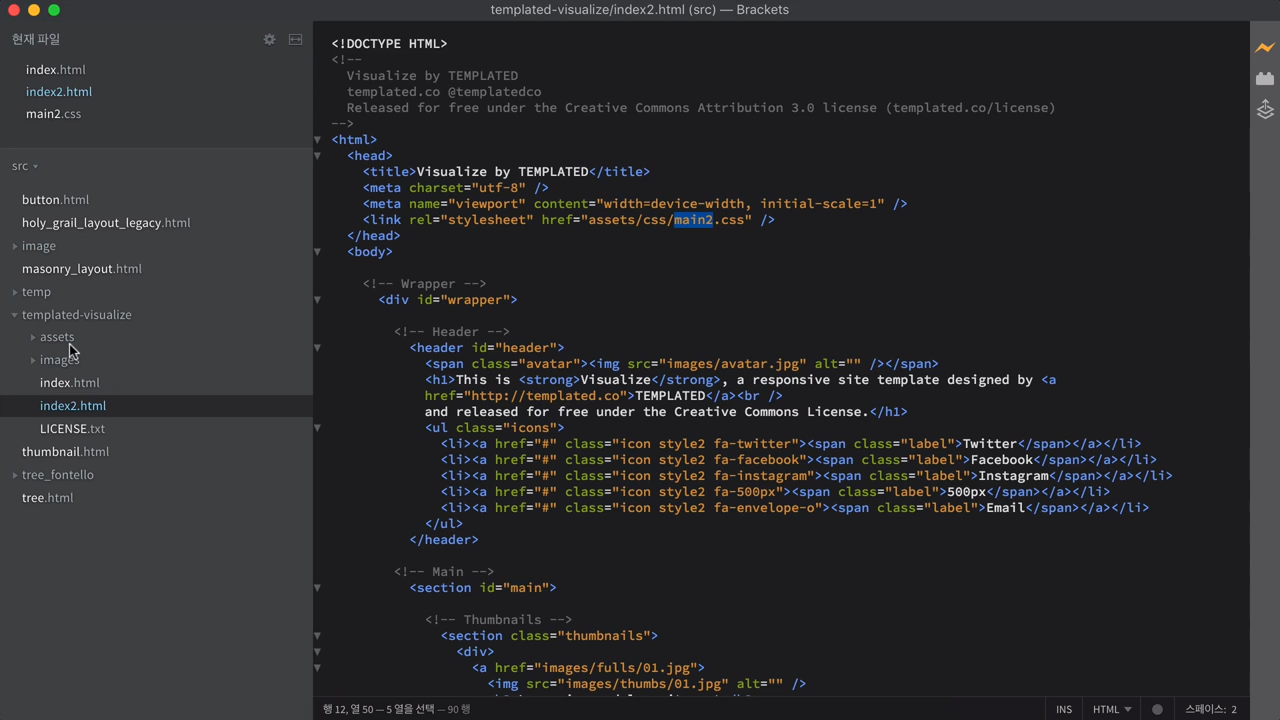 templated-visualize/index2.html (src) — Brackets
현재 파일
index.html
index2.html
main2.css
src
button.html
holy_grail_layout_legacy.html
image
masonry_layout.html
temp
templated-visualize
assets
images
index.html
index2.html
LICENSE.txt
thumbnail.html
tree_fontello
tree.html
<!DOCTYPE HTML>
<!--
Visualize by TEMPLATED
templated.co @templatedco
Released for free under the Creative Commons Attribution 3.0 license (templated.co/license)
-->
<html>
<head>
<title>Visualize by TEMPLATED</title>
<meta charset="utf-8" />
<meta name="viewport" content="width=device-width, initial-scale=1" />
<link rel="stylesheet" href="assets/css/main2.css" />
</head>
<body>
<!-- Wrapper -->
<div id="wrapper">
<!-- Header -->
<header id="header">
<span class="avatar"><img src="images/avatar.jpg" alt="" /></span>
<h1>This is <strong>Visualize</strong>, a responsive site template designed by <a
href="http://templated.co">TEMPLATED</a><br />
and released for free under the Creative Commons License.</h1>
<ul class="icons">
<li><a href="#" class="icon style2 fa-twitter"><span class="label">Twitter</span></a></li>
<li><a href="#" class="icon style2 fa-facebook"><span class="label">Facebook</span></a></li>
<li><a href="#" class="icon style2 fa-instagram"><span class="label">Instagram</span></a></li>
<li><a href="#" class="icon style2 fa-500px"><span class="label">500px</span></a></li>
<li><a href="#" class="icon style2 fa-envelope-o"><span class="label">Email</span></a></li>
</ul>
</header>
<!-- Main -->
<section id="main">
<!-- Thumbnails -->
<section class="thumbnails">
<div>
<a href="images/fulls/01.jpg">
<img src="images/thumbs/01.jpg" alt="" />
행 12, 열 50 — 5 열을 선택 — 90 행
INS
HTML
스페이스: 2